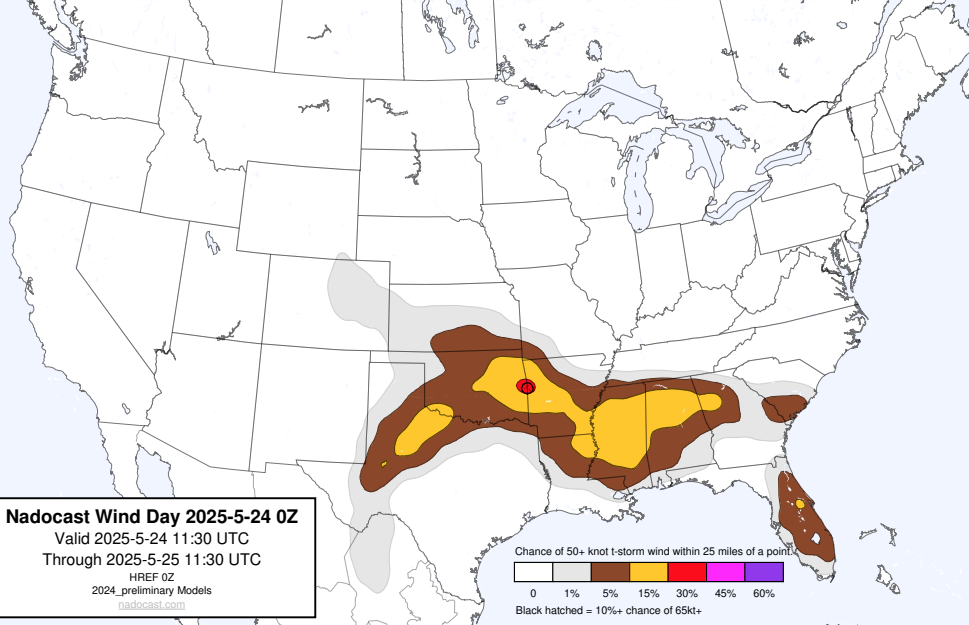 Nadocast Wind Day 2025-5-24 0Z
Valid 2025-5-24 11:30 UTC
Through 2025-5-25 11:30 UTC
HREF 0Z
2024_preliminary Models
nadocast.com
Chance of 50+ knot t-storm wind within 25 miles of a point.
0 1% 5% 15% 30% 45% 60%
Black hatched = 10%+ chance of 65kt+